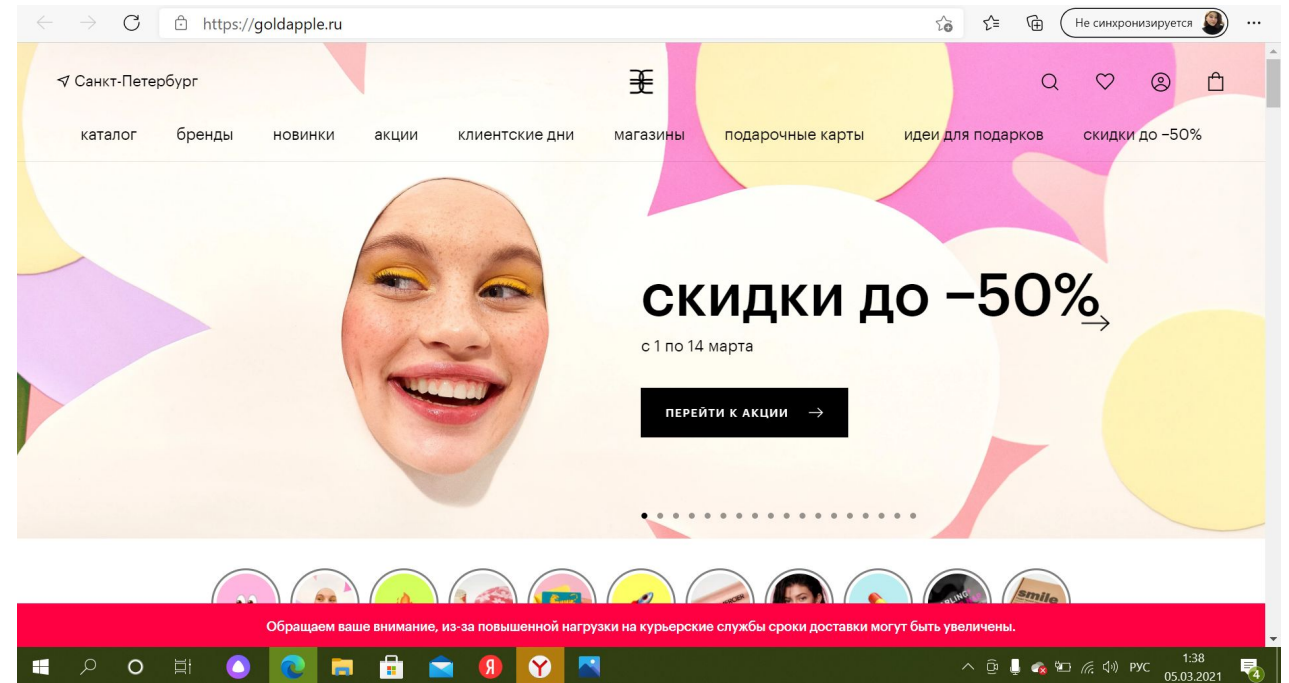 https://goldapple.ru
Не синхронизируется
Санкт-Петербург
каталог бренды новинки акции клиентские дни магазины подарочные карты идеи для подарков скидки до −50%
скидки до −50%
с 1 по 14 марта
ПЕРЕЙТИ К АКЦИИ
smile
Обращаем ваше внимание, из-за повышенной нагрузки на курьерские службы сроки доставки могут быть увеличены.
Я Y РУС 1:38
05.03.2021 4